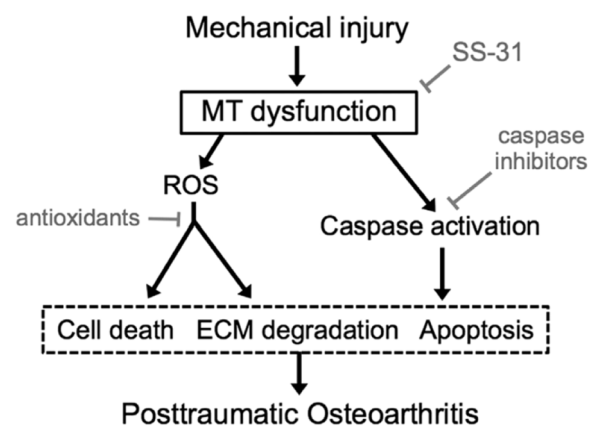 Mechanical injury
SS-31
MT dysfunction
caspase
inhibitors
ROS
antioxidants
Caspase activation
Cell death ECM degradation Apoptosis
Posttraumatic Osteoarthritis